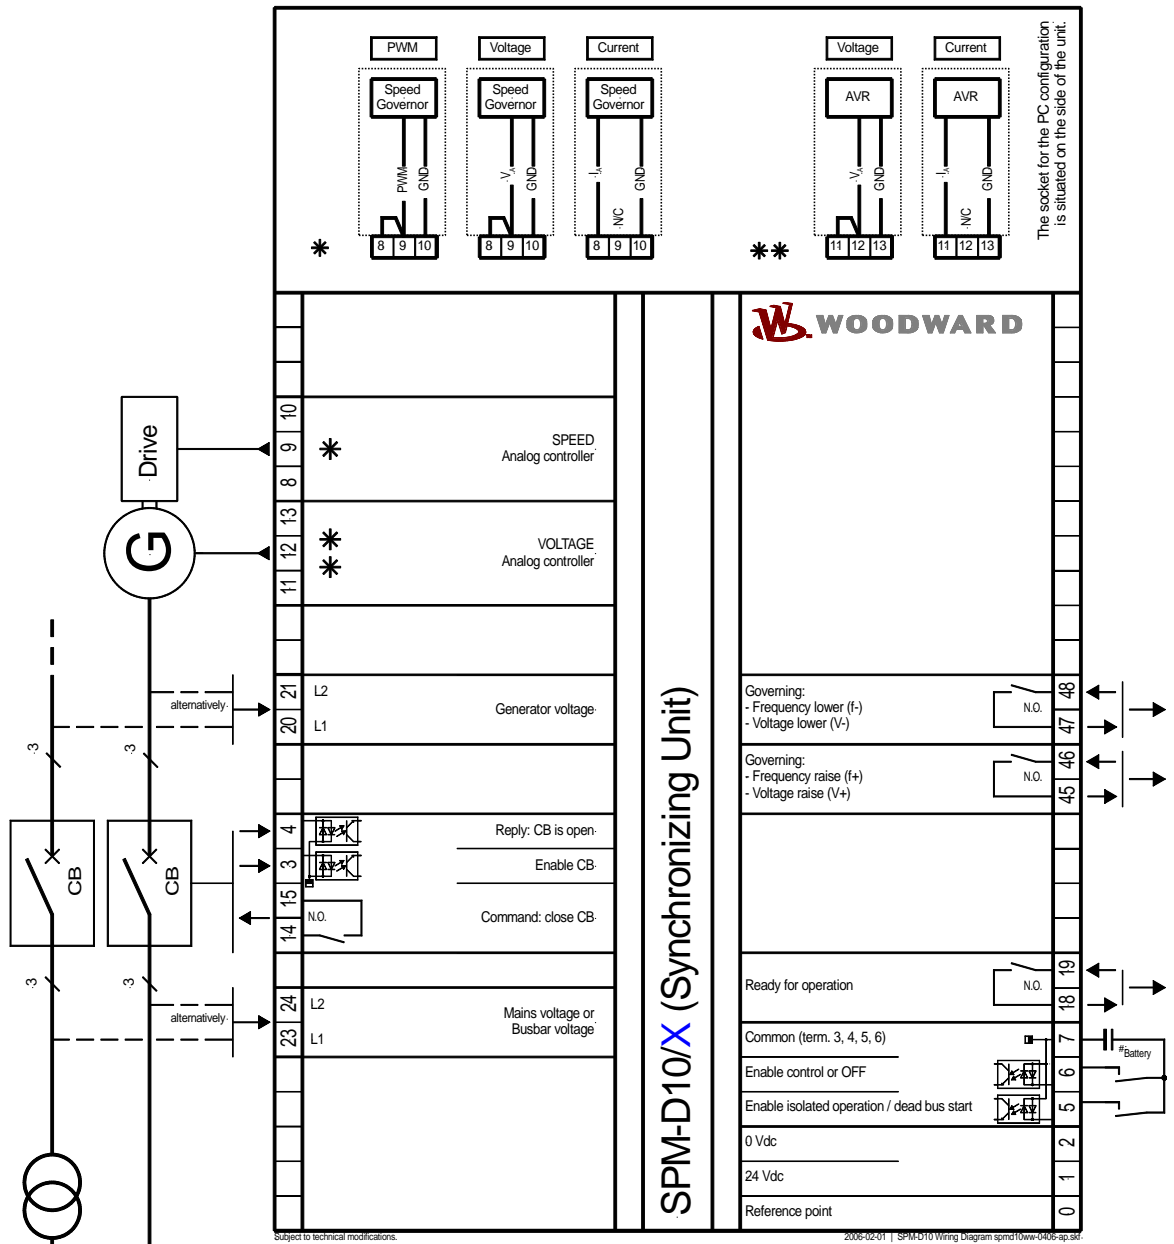 PWM
Voltage
Current
Voltage
Current
Speed
Governor
Speed
Governor
Speed
Governor
AVR
AVR
PWM
GND
VA
GND
IA
N/C
GND
VA
GND
IA
N/C
GND
8 9 10
8 9 10
8 9 10
11 12 13
11 12 13
The socket for the PC configuration
is situated on the side of the unit.
WOODWARD
Drive
G
10
9
8
SPEED
Analog controller
13
12
11
VOLTAGE
Analog controller
alternatively
21
20
L2
L1
Generator voltage
3
3
CB
CB
4
Reply: CB is open
3
Enable CB
15
14
N.O.
Command: close CB
3
3
alternatively
24
23
L2
L1
Mains voltage or
Busbar voltage
SPM-D10/X (Synchronizing Unit)
Governing:
- Frequency lower (f-)
- Voltage lower (V-)
N.O.
48
47
Governing:
- Frequency raise (f+)
- Voltage raise (V+)
N.O.
46
45
Ready for operation
N.O.
19
18
Common (term. 3, 4, 5, 6)
7
#
Battery
Enable control or OFF
6
Enable isolated operation / dead bus start
5
0 Vdc
2
24 Vdc
1
Reference point
0
Subject to technical modifications.
2006-02-01 | SPM-D10 Wiring Diagram spmd10ww-0406-ap.skf